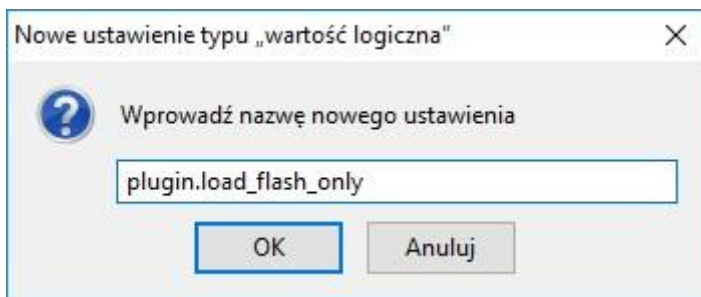 Nowe ustawienie typu „wartość logiczna”
Wprowadź nazwę nowego ustawienia
plugin.load_flash_only
OK
Anuluj